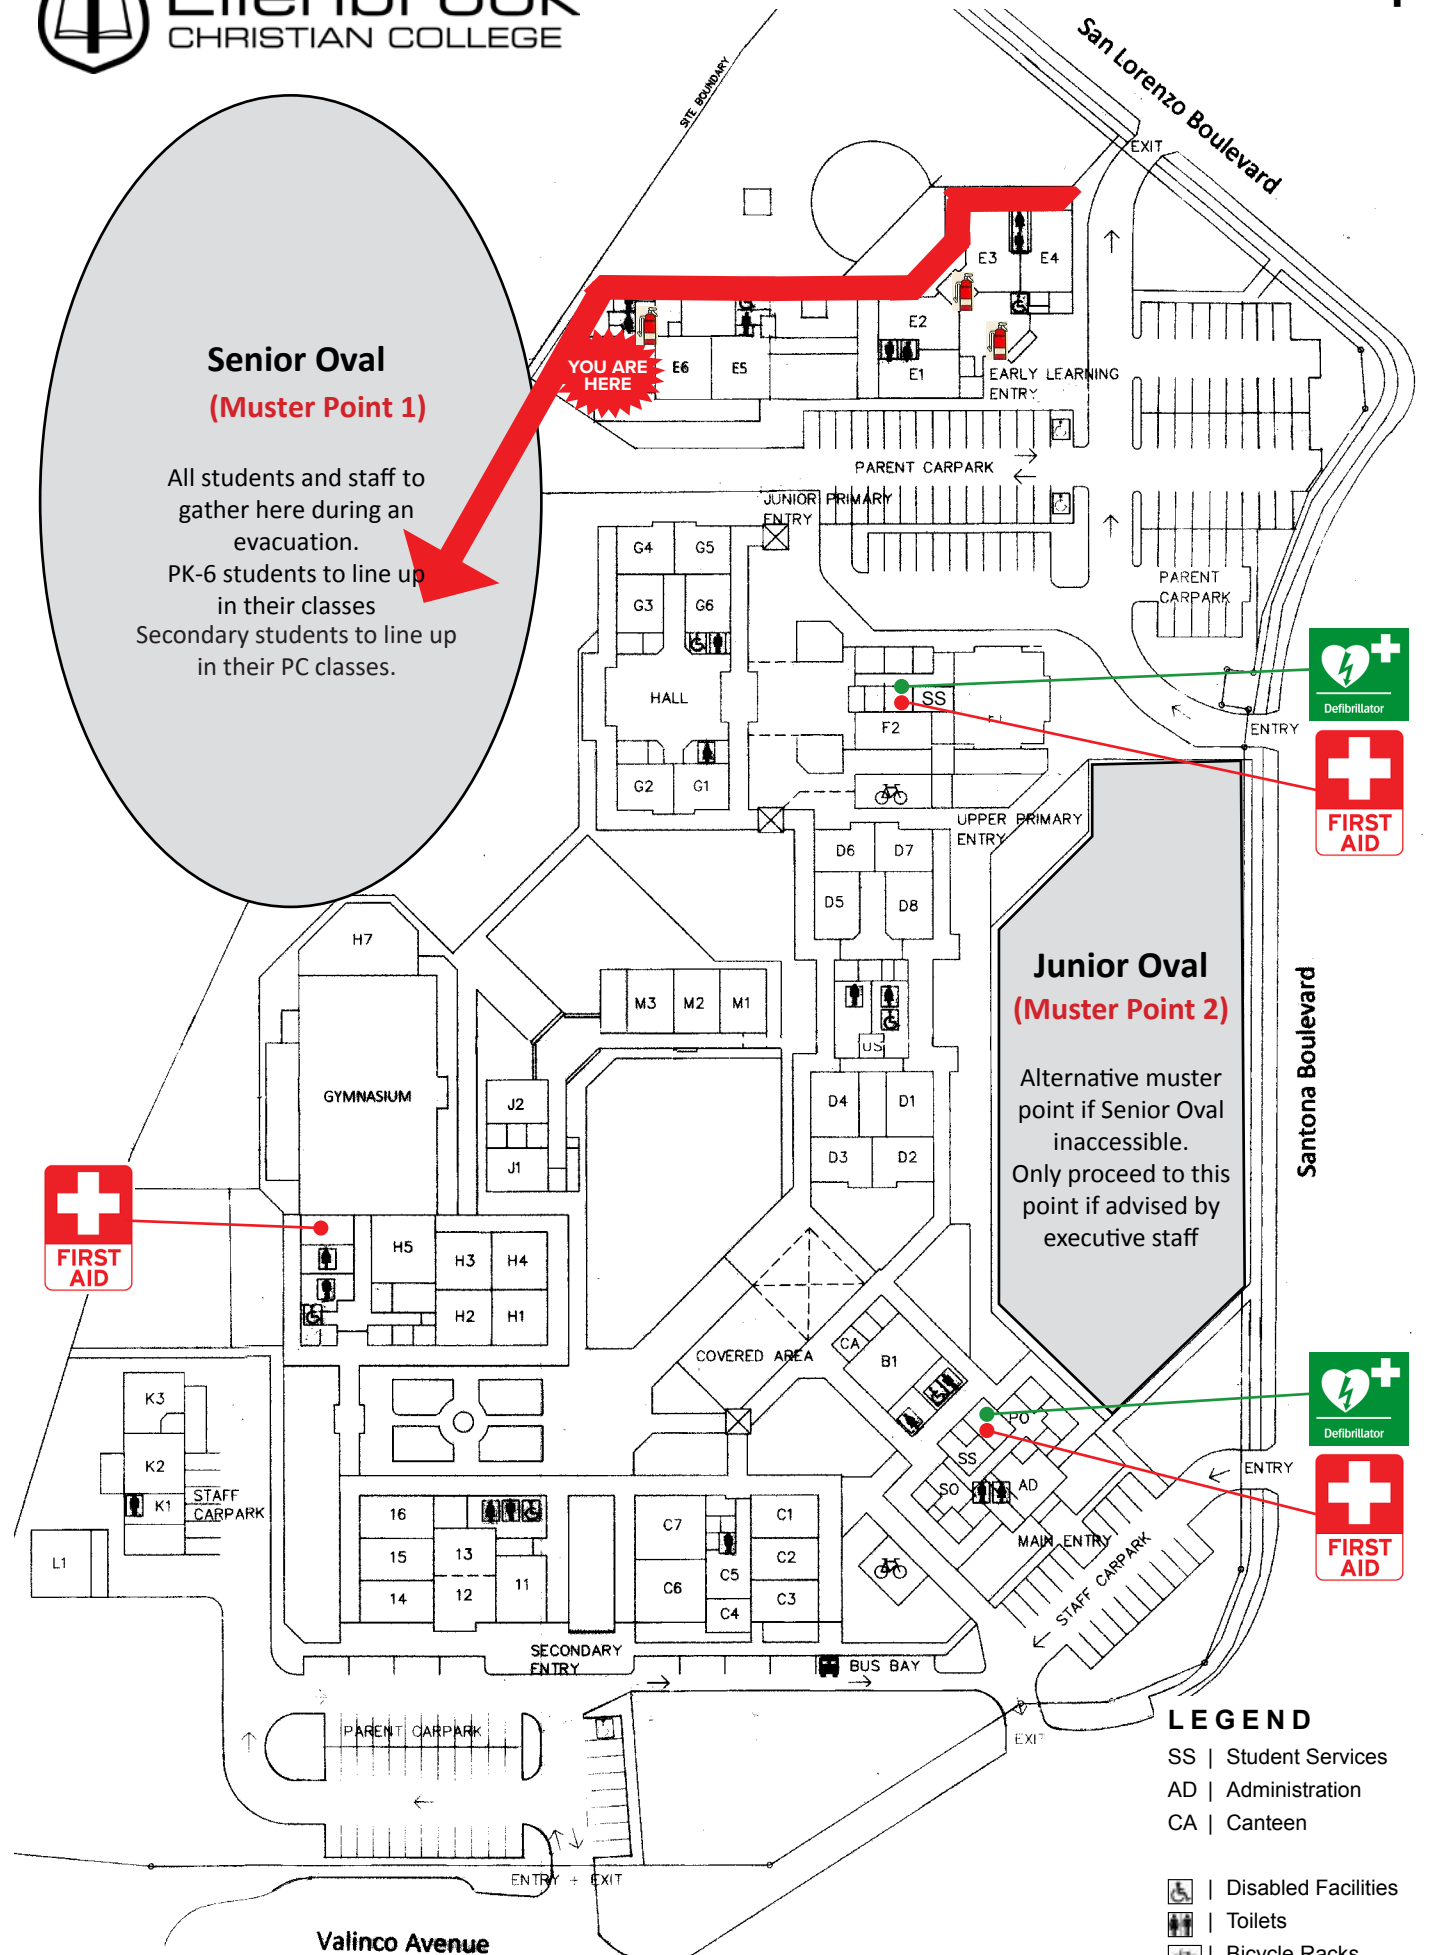 CHRISTIAN COLLEGE
San Lorenzo Boulevard
SITE BOUNDARY
EXIT
E3
E4
E2
E1
YOU ARE
HERE
E6
E5
EARLY LEARNING
ENTRY
Senior Oval
(Muster Point 1)
All students and staff to
gather here during an
evacuation.
PK-6 students to line up
in their classes
Secondary students to line up
in their PC classes.
PARENT CARPARK
JUNIOR PRIMARY
ENTRY
G4
G5
G3
G6
HALL
G2
G1
PARENT
CARPARK
SS
F2
ENTRY
Defibrillator
FIRST
AID
UPPER PRIMARY
ENTRY
D6
D7
D5
D8
H7
M3
M2
M1
US
GYMNASIUM
J2
J1
D4
D1
D3
D2
Junior Oval
(Muster Point 2)
Alternative muster
point if Senior Oval
inaccessible.
Only proceed to this
point if advised by
executive staff
Santona Boulevard
FIRST
AID
H5
H3
H4
H2
H1
COVERED AREA
CA
B1
PO
SS
SO
AD
MAIN ENTRY
STAFF CARPARK
ENTRY
Defibrillator
FIRST
AID
K3
K2
K1
STAFF
CARPARK
L1
16
15
14
13
12
11
C7
C6
C5
C4
C1
C2
C3
SECONDARY
ENTRY
BUS BAY
EXIT
PARENT CARPARK
ENTRY + EXIT
Valinco Avenue
LEGEND
SS | Student Services
AD | Administration
CA | Canteen
| Disabled Facilities
| Toilets
| Bicycle Racks